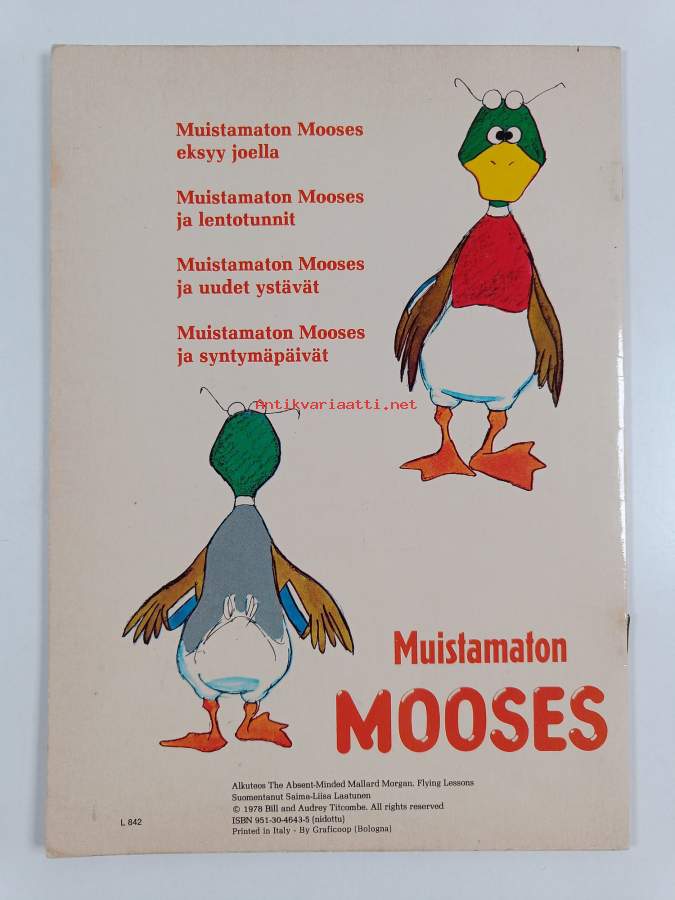 Muistamaton Mooses
eksyy joella
Muistamaton Mooses
ja lentotunnit
Muistamaton Mooses
ja uudet ystävät
Muistamaton Mooses
ja syntymäpäivät
Antikvariaatti.net
Muistamaton
MOOSES
Alkuteos The Absent-Minded Mallard Morgan. Flying Lessons
Suomentanut Saima-Liisa Laatunen
© 1978 Bill and Audrey Titcombe. All rights reserved
L 842
ISBN 951-30-4643-5 (nidottu)
Printed in Italy - By Graficoop (Bologna)